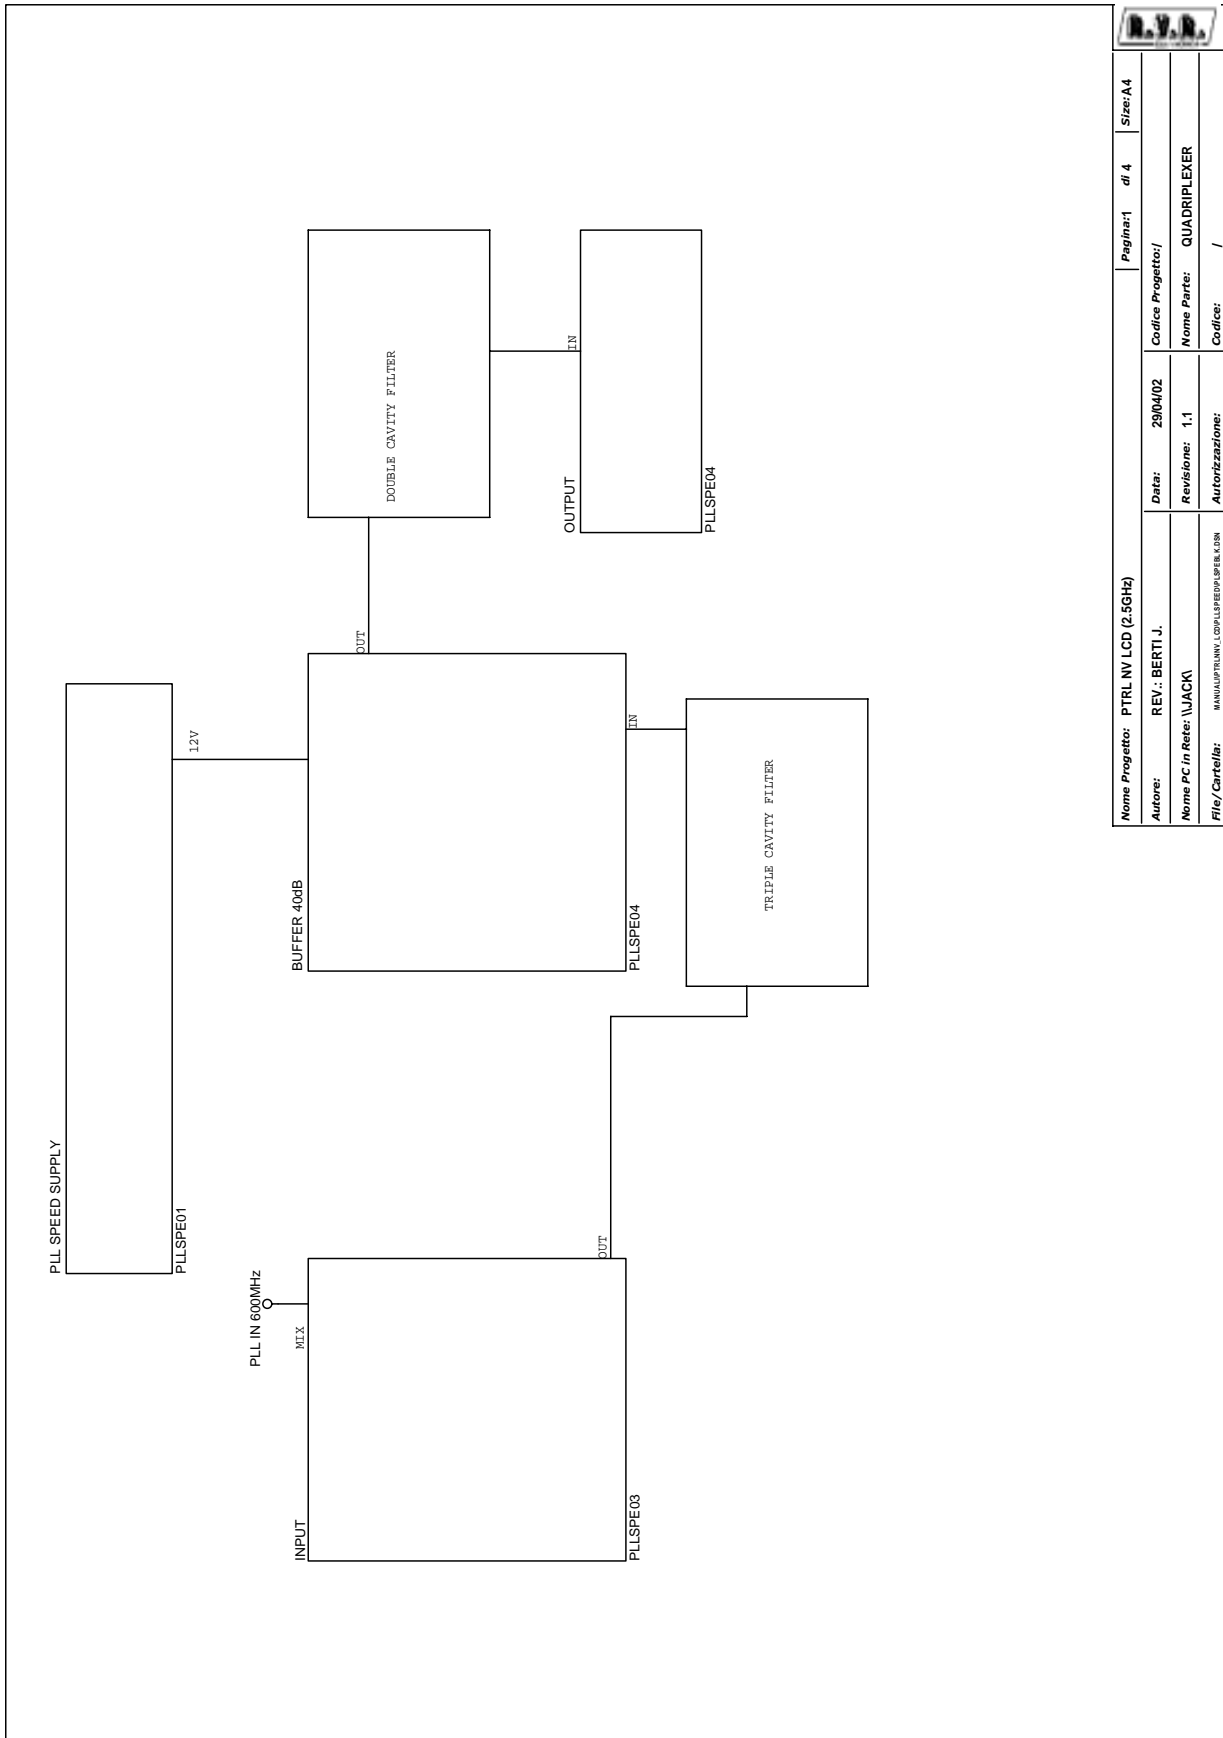 PLL SPEED SUPPLY
PLLSPE01
12V
PLL IN 600MHz
MIX
INPUT
OUT
PLLSPE03
BUFFER 40dB
OUT
IN
PLLSPE04
TRIPLE CAVITY FILTER
DOUBLE CAVITY FILTER
OUTPUT
IN
PLLSPE04
R.V.R.
Nome Progetto: PTRL NV LCD (2.5GHz) Pagina:1 di 4 Size:A4
Autore: REV.: BERTI J. Data: 29/04/02 Codice Progetto:/
Nome PC in Rete: \\JACK\ Revisione: 1.1 Nome Parte: QUADRIPLEXER
File/Cartella: Autorizzazione: Codice: /